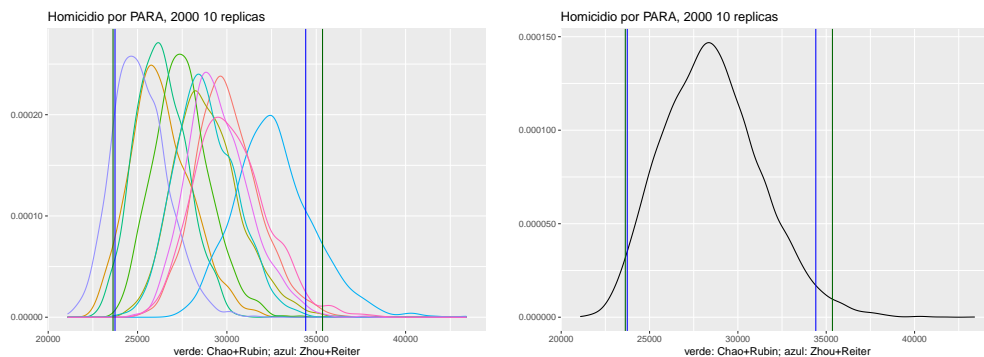 Homicidio por PARA, 2000 10 replicas
0.00020
0.00010
0.00000
20000 25000 30000 35000 40000
verde: Chao+Rubin; azul: Zhou+Reiter
Homicidio por PARA, 2000 10 replicas
0.000150
0.000100
0.000050
0.000000
20000 25000 30000 35000 40000
verde: Chao+Rubin; azul: Zhou+Reiter